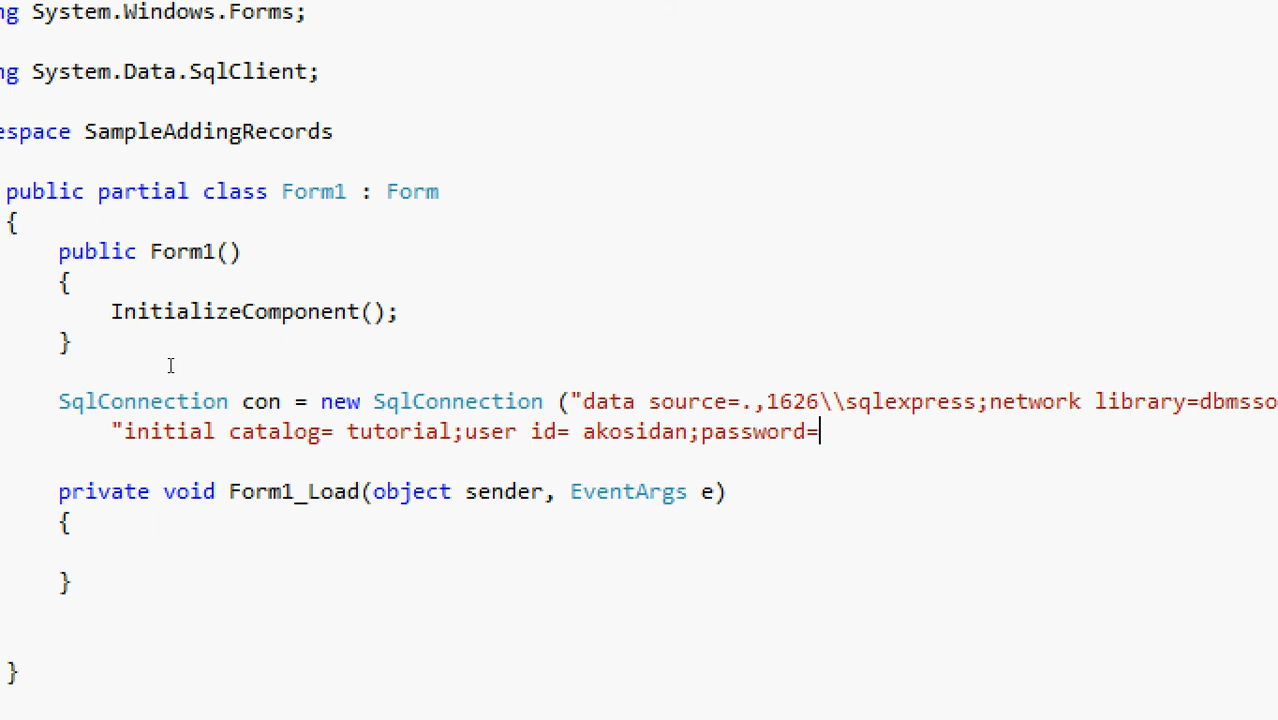 ng System.Windows.Forms;
ng System.Data.SqlClient;
espace SampleAddingRecords
public partial class Form1 : Form
{
public Form1()
{
InitializeComponent();
}
SqlConnection con = new SqlConnection ("data source=.,1626\\sqlexpress;network library=dbmsso
"initial catalog= tutorial;user id= akosidan;password=
private void Form1_Load(object sender, EventArgs e)
{
}
}